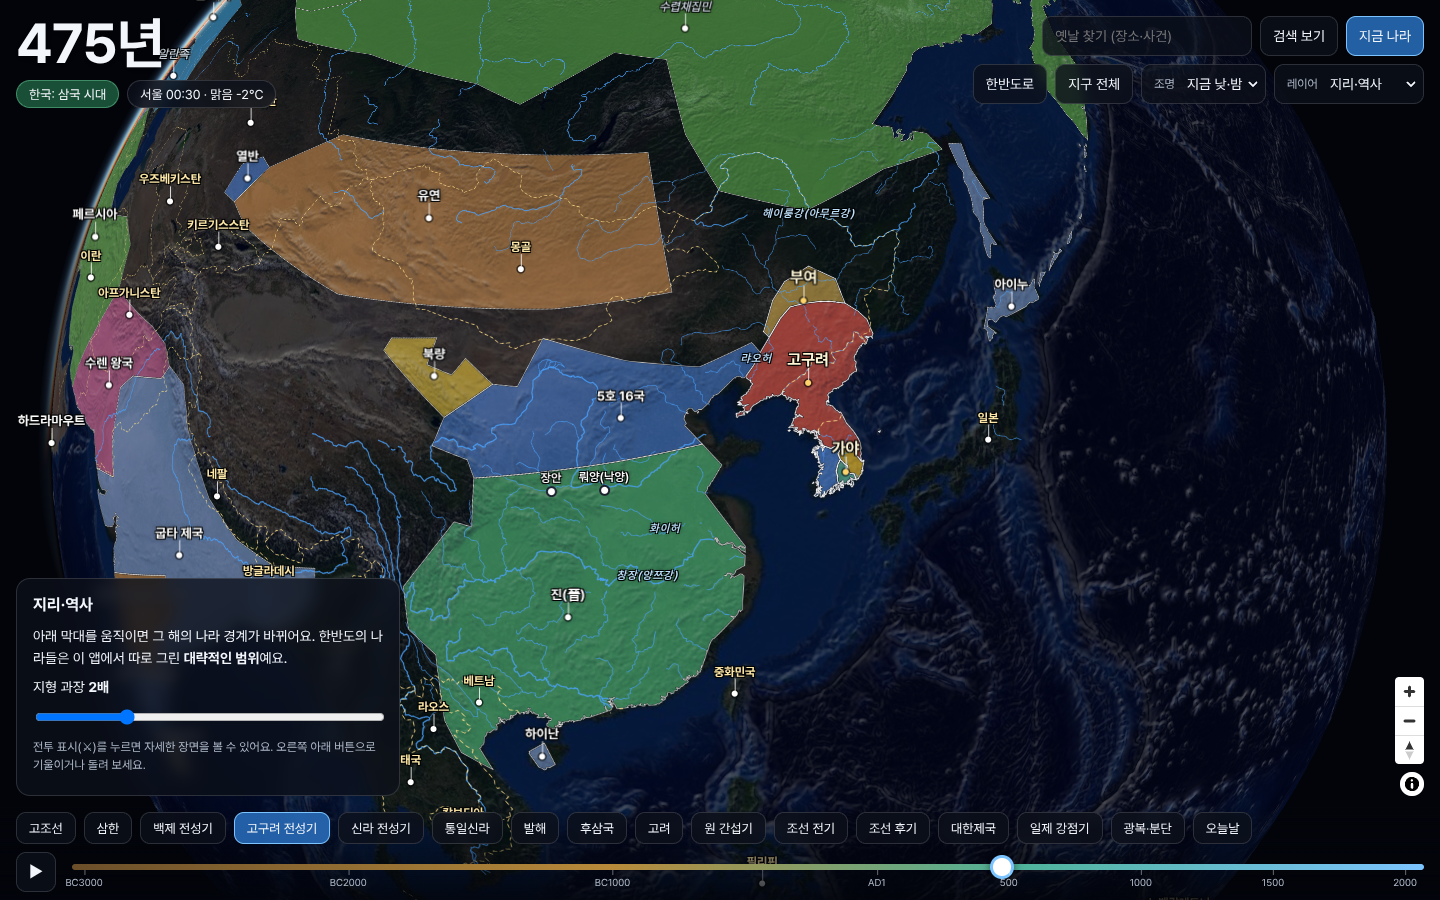 475년
한국: 삼국 시대
서울 00:30 · 맑음 -2°C
옛날 찾기 (장소·사건)
검색 보기
지금 나라
한반도로
지구 전체
조명 지금 낮·밤
레이어 지리·역사
수렵채집민
알란족
열반
우즈베키스탄
유연
페르시아
키르기스스탄
헤이룽강(아무르강)
몽골
이란
부여
아이누
아프가니스탄
북량
랴오허
고구려
수렌 왕국
5호 16국
하드라마우트
일본
가야
네팔
장안
뤄양(낙양)
굽타 제국
화이허
방글라데시
창장(양쯔강)
진(晉)
중화민국
베트남
라오스
하이난
태국
캄보디아
필리핀
지리·역사
아래 막대를 움직이면 그 해의 나라 경계가 바뀌어요. 한반도의 나
라들은 이 앱에서 따로 그린 대략적인 범위예요.
지형 과장 2배
전투 표시(⚔)를 누르면 자세한 장면을 볼 수 있어요. 오른쪽 아래 버튼으로
기울이거나 돌려 보세요.
고조선
삼한
백제 전성기
고구려 전성기
신라 전성기
통일신라
발해
후삼국
고려
원 간섭기
조선 전기
조선 후기
대한제국
일제 강점기
광복·분단
오늘날
BC3000
BC2000
BC1000
AD1
500
1000
1500
2000